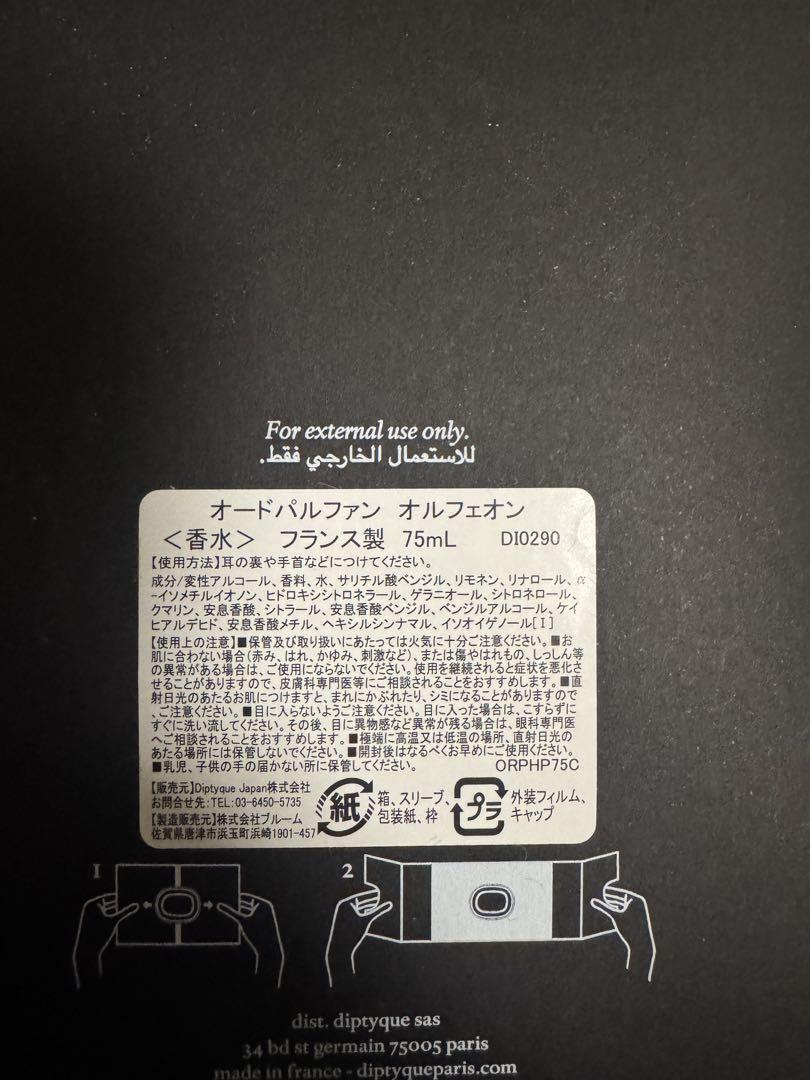 For external use only.
للاستعمال الخارجي فقط.
オードパルファン オルフェオン
＜香水＞ フランス製 75mL DI0290
【使用方法】耳の裏や手首などにつけてください。
成分/変性アルコール、香料、水、サリチル酸ベンジル、リモネン、リナロール、α
-イソメチルイオノン、ヒドロキシシトロネラール、ゲラニオール、シトロネロール、
クマリン、安息香酸、シトラール、安息香酸ベンジル、ベンジルアルコール、ケイ
ヒアルデヒド、安息香酸メチル、ヘキシルシンナマル、イソオイゲノール[I]
【使用上の注意】■保管及び取り扱いにあたっては火気に十分ご注意ください。■お
肌に合わない場合(赤み、はれ、かゆみ、刺激など)、または傷やはれもの、しっしん等
の異常がある場合は、ご使用にならないでください。使用を継続されると症状を悪化さ
せることがありますので、皮膚科専門医等にご相談されることをおすすめします。■直
射日光のあたるお肌につけますと、まれにかぶれたり、シミになることがありますので
、ご注意ください。■目に入らないようご注意ください。目に入った場合は、こすらずに
すぐに洗い流してください。その後、目に異物感など異常が残る場合は、眼科専門医
へご相談されることをおすすめします。■極端に高温又は低温の場所、直射日光の
あたる場所には保管しないでください。■開封後はなるべくお早めにご使用ください。
■乳児、子供の手の届かない所に保管してください。 ORPHP75C
【販売元】Diptyque Japan株式会社
お問合せ先:TEL:03-6450-5735
【製造販売元】株式会社ブルーム
佐賀県唐津市浜玉町浜崎1901-457
紙
箱、スリーブ、
包装紙、枠
プラ
外装フィルム、
キャップ
1
2
dist. diptyque sas
34 bd st germain 75005 paris
made in france - diptyqueparis.com